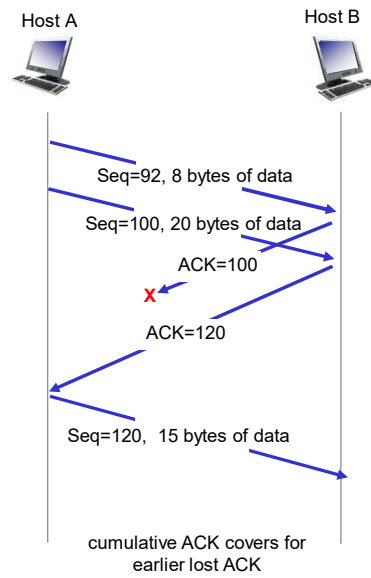 Host A
Host B
Seq=92, 8 bytes of data
Seq=100, 20 bytes of data
ACK=100
X
ACK=120
Seq=120, 15 bytes of data
cumulative ACK covers for
earlier lost ACK